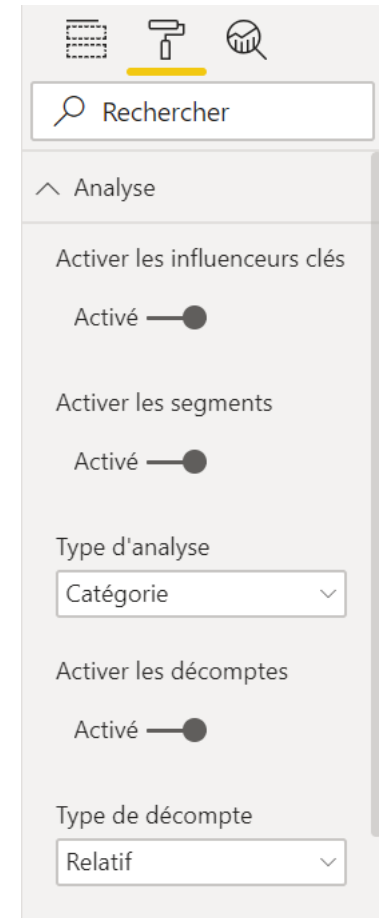 Rechercher
Analyse
Activer les influenceurs clés
Activé
Activer les segments
Activé
Type d'analyse
Catégorie
Activer les décomptes
Activé
Type de décompte
Relatif